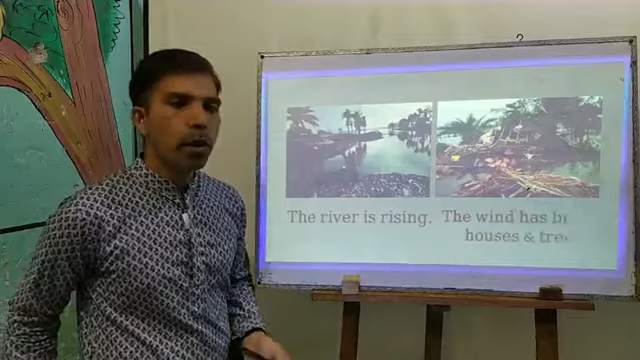 The river is rising. The wind has
houses &